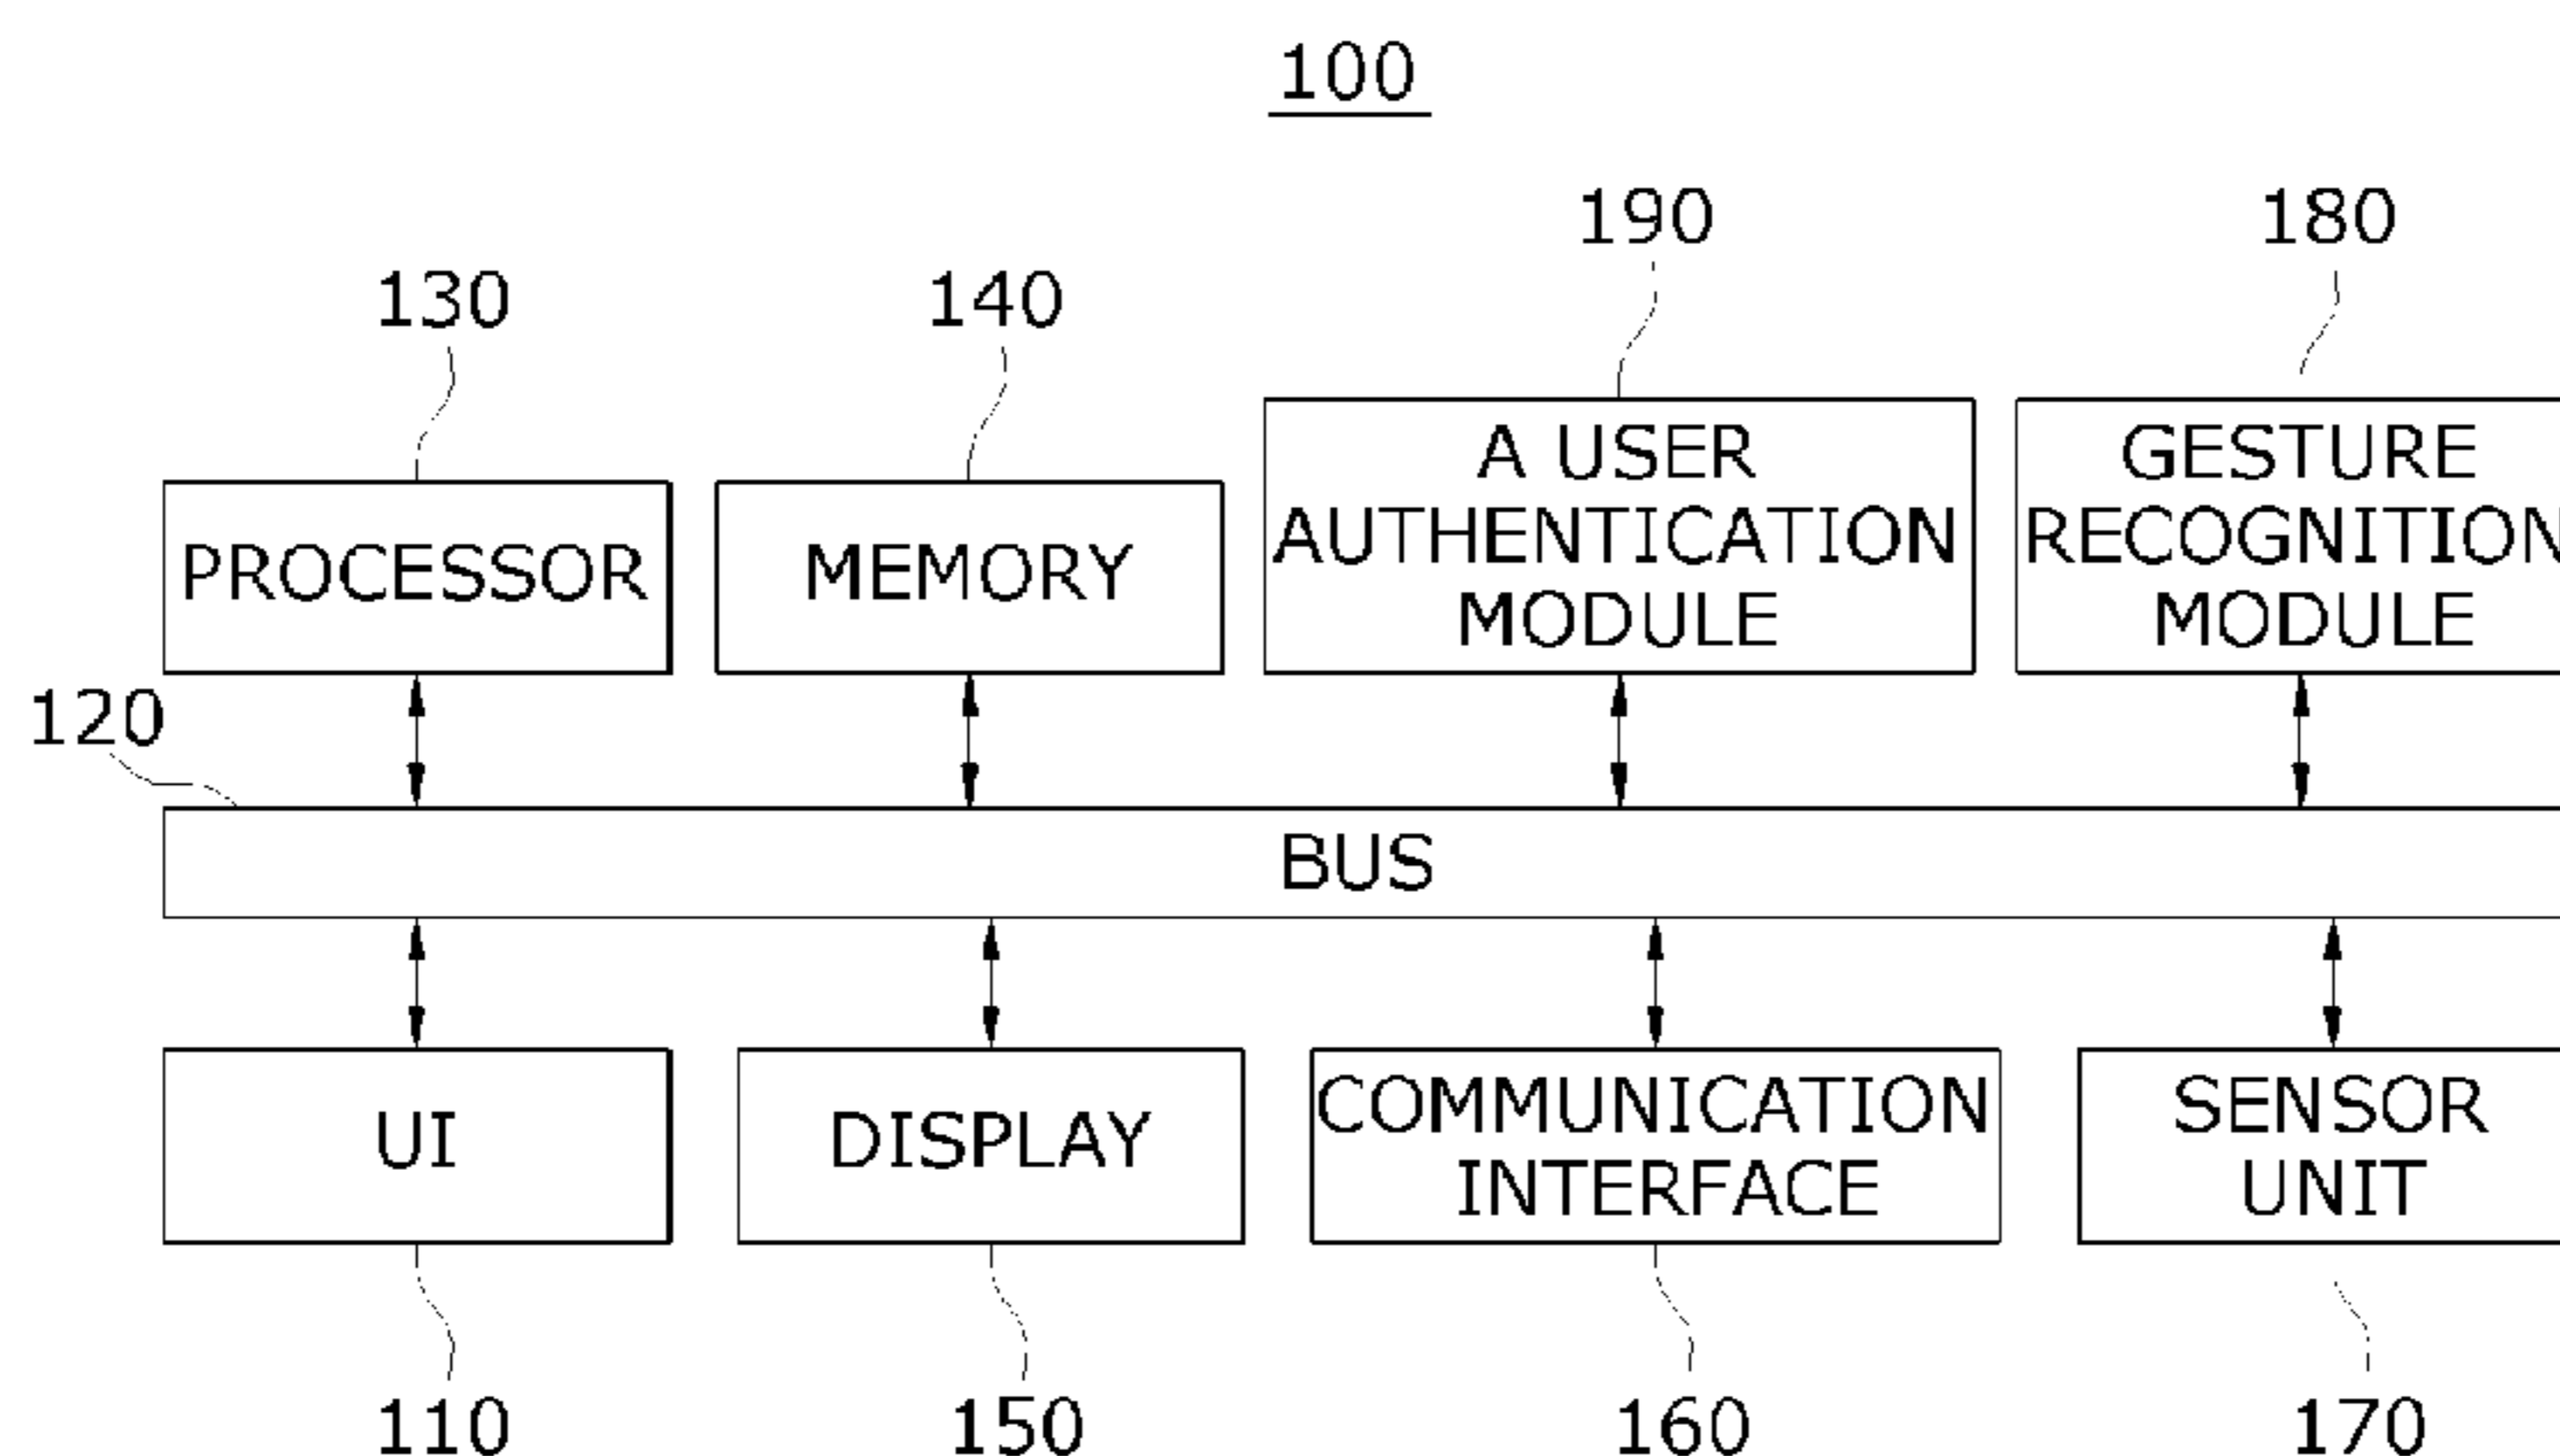 100
190
180
130
140
PROCESSOR
MEMORY
A USER
AUTHENTICATION
MODULE
GESTURE
RECOGNITION
MODULE
120
BUS
UI
DISPLAY
COMMUNICATION
INTERFACE
SENSOR
UNIT
110
150
160
170